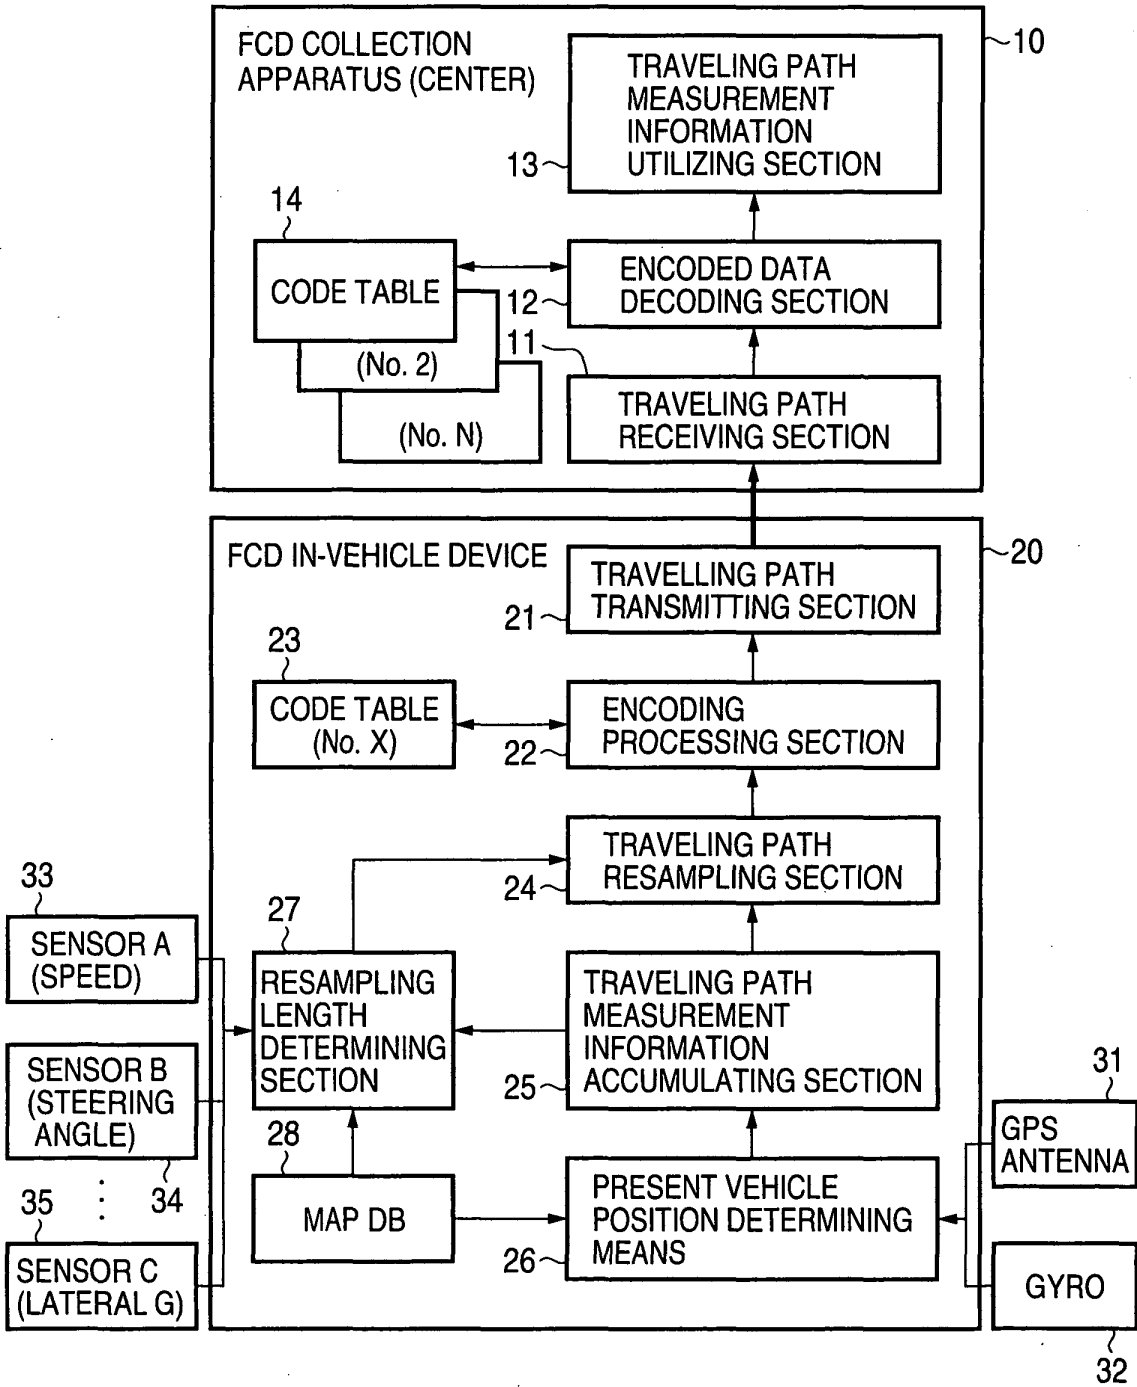 FCD COLLECTION
APPARATUS (CENTER)
10
TRAVELING PATH
MEASUREMENT
INFORMATION
UTILIZING SECTION
13
14
CODE TABLE
(No. 2)
(No. N)
ENCODED DATA
DECODING SECTION
12
11
TRAVELING PATH
RECEIVING SECTION
FCD IN-VEHICLE DEVICE
20
TRAVELLING PATH
TRANSMITTING SECTION
21
23
CODE TABLE
(No. X)
ENCODING
PROCESSING SECTION
22
TRAVELING PATH
RESAMPLING SECTION
24
33
SENSOR A
(SPEED)
27
RESAMPLING
LENGTH
DETERMINING
SECTION
TRAVELING PATH
MEASUREMENT
INFORMATION
ACCUMULATING SECTION
25
SENSOR B
(STEERING
ANGLE)
34
31
GPS
ANTENNA
28
MAP DB
PRESENT VEHICLE
POSITION DETERMINING
MEANS
26
35
SENSOR C
(LATERAL G)
GYRO
32